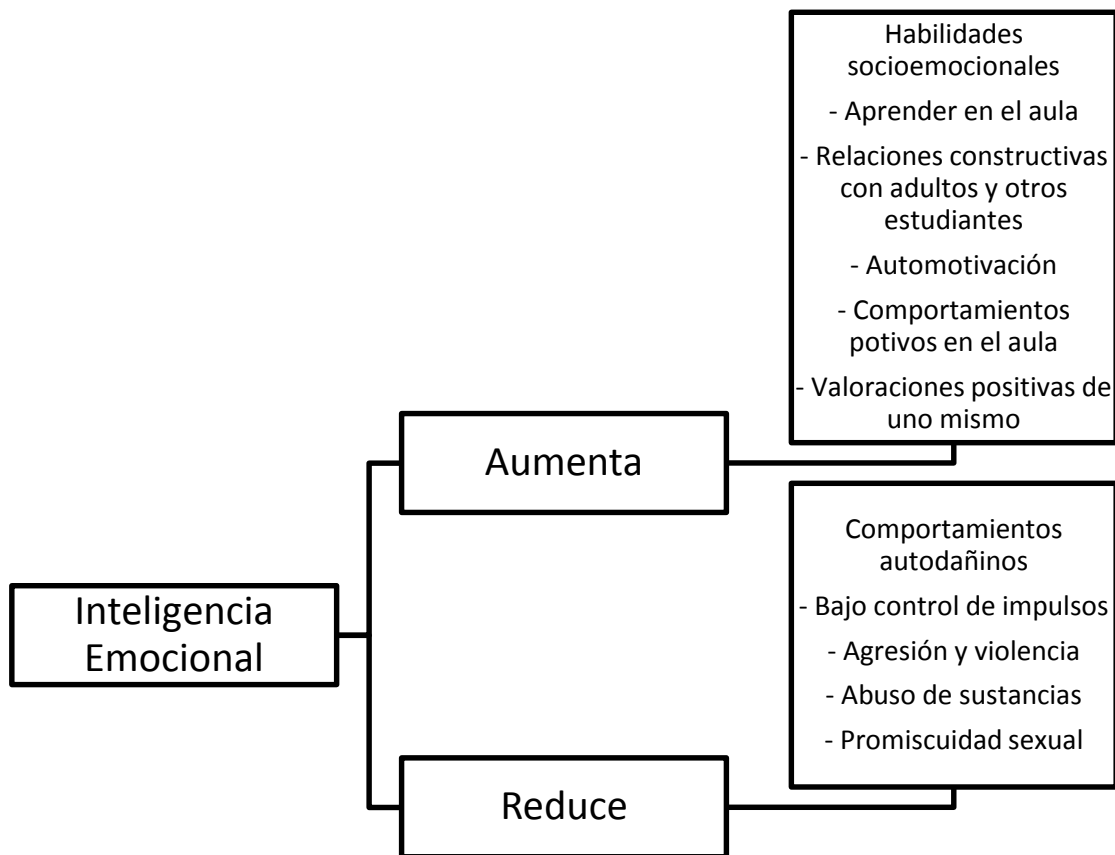 Habilidades
socioemocionales
- Aprender en el aula
- Relaciones constructivas
con adultos y otros
estudiantes
- Automotivación
- Comportamientos
potivos en el aula
- Valoraciones positivas de
uno mismo
Aumenta
Comportamientos
autodañinos
- Bajo control de impulsos
- Agresión y violencia
- Abuso de sustancias
- Promiscuidad sexual
Inteligencia
Emocional
Reduce